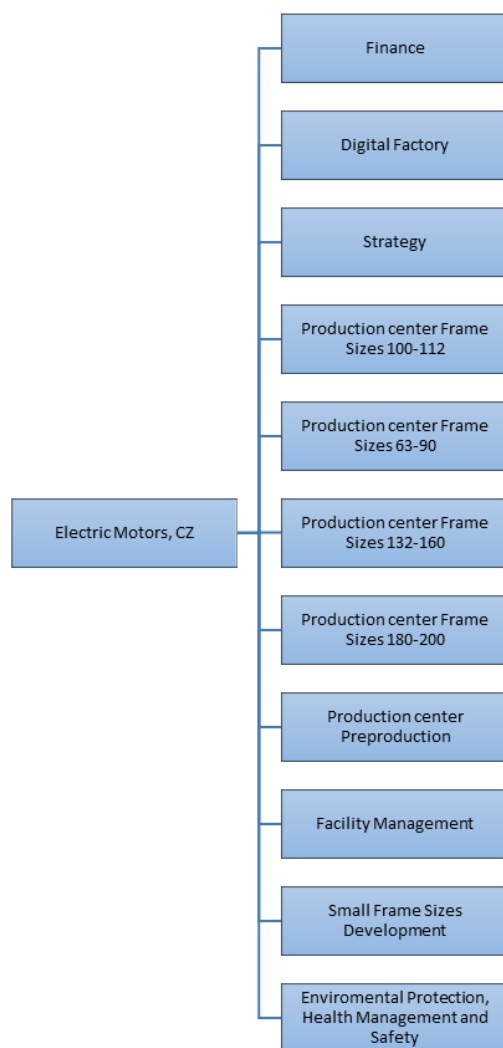 Finance
Digital Factory
Strategy
Production center Frame
Sizes 100-112
Production center Frame
Sizes 63-90
Electric Motors, CZ
Production center Frame
Sizes 132-160
Production center Frame
Sizes 180-200
Production center
Preproduction
Facility Management
Small Frame Sizes
Development
Enviromental Protection,
Health Management and
Safety